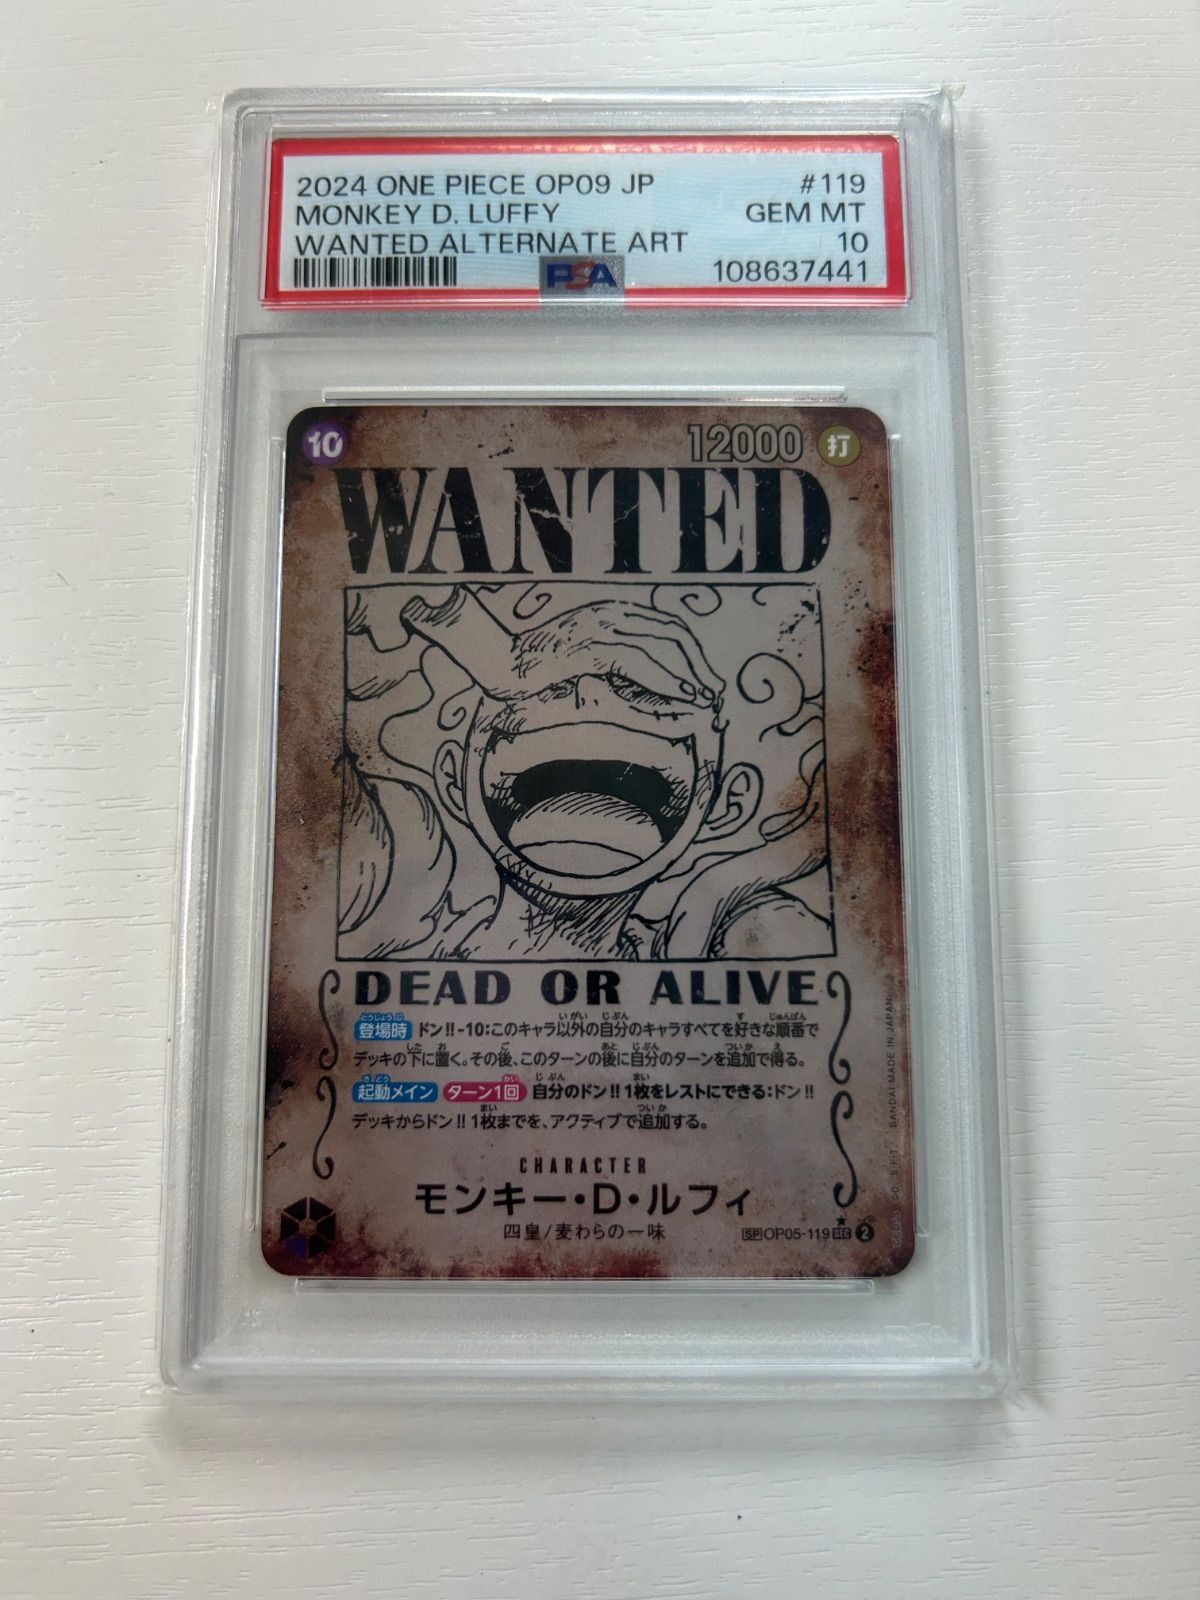 2024 ONE PIECE OP09 JP #119
MONKEY D. LUFFY GEM MT
WANTED ALTERNATE ART 10
PSA 108637441
10 12000 打
WANTED
DEAD OR ALIVE
登場時 ドン!!-10:このキャラ以外の自分のキャラすべてを好きな順番で
デッキの下に置く。その後、このターンの後に自分のターンを追加で得る。
起動メイン ターン1回 自分のドン!!1枚をレストにできる:ドン!!
デッキからドン!!1枚までを、アクティブで追加する。
CHARACTER
モンキー・D・ルフィ
四皇/麦わらの一味
SP OP05-119 SEC 2
BANDAI MADE IN JAPAN